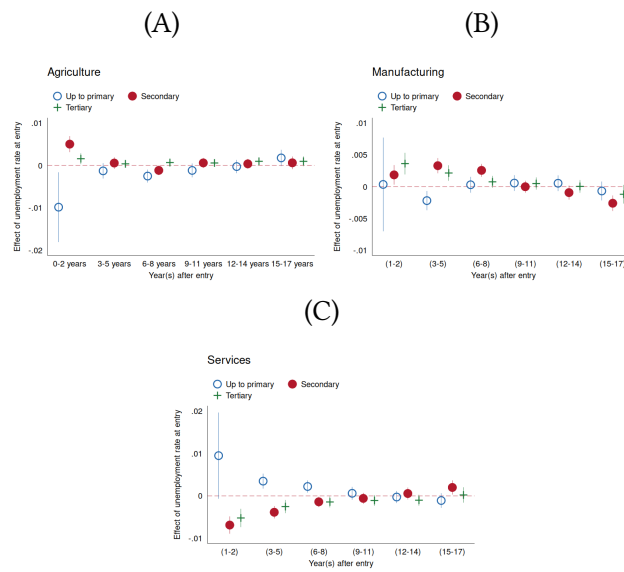 (A)
Agriculture
Up to primary Secondary
Tertiary
Effect of unemployment rate at entry
.01
0
-.01
-.02
0-2 years 3-5 years 6-8 years 9-11 years 12-14 years 15-17 years
Year(s) after entry
(B)
Manufacturing
Up to primary Secondary
Tertiary
Effect of unemployment rate at entry
.01
.005
0
-.005
-.01
(1-2) (3-5) (6-8) (9-11) (12-14) (15-17)
Year(s) after entry
(C)
Services
Up to primary Secondary
Tertiary
Effect of unemployment rate at entry
.02
.01
0
-.01
(1-2) (3-5) (6-8) (9-11) (12-14) (15-17)
Year(s) after entry